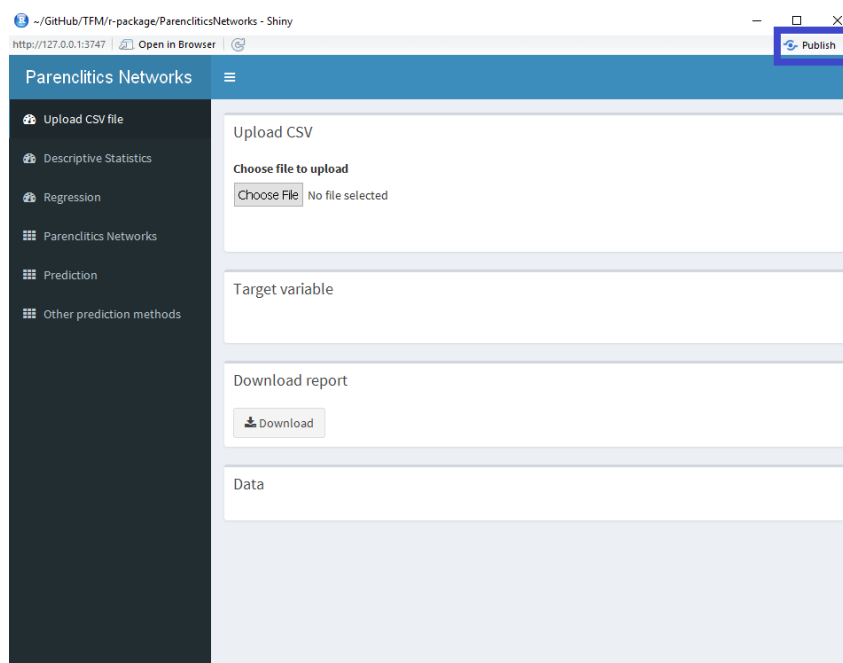 ~/GitHub/TFM/r-package/ParencliticsNetworks - Shiny
http://127.0.0.1:3747 Open in Browser Publish
Parenclitics Networks
Upload CSV file
Descriptive Statistics
Regression
Parenclitics Networks
Prediction
Other prediction methods
Upload CSV
Choose file to upload
Choose File No file selected
Target variable
Download report
Download
Data